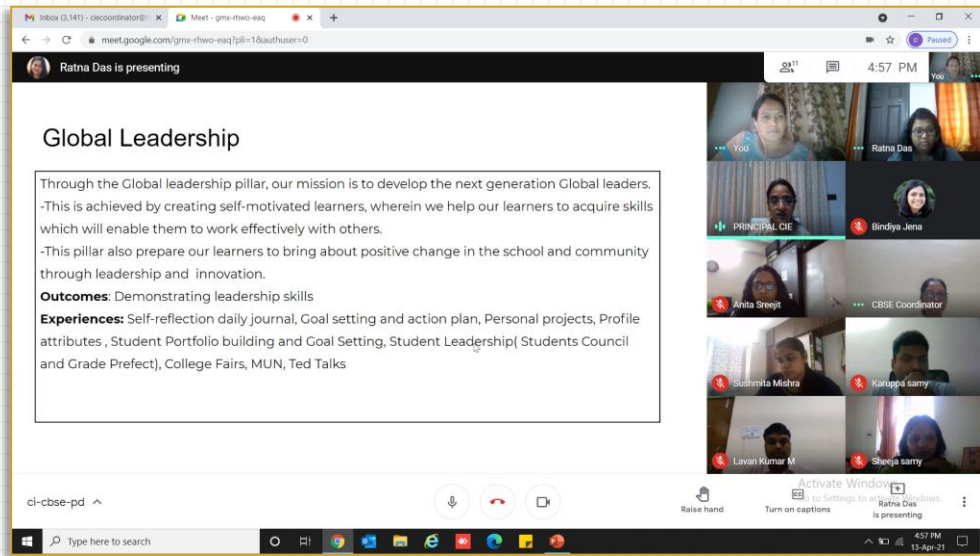 Inbox (3,141) - ciecoordinator@
Meet - gmx-rhwo-eaq
meet.google.com/gmx-rhwo-eaq?pli=1&authuser=0
Paused
Ratna Das is presenting
11
4:57 PM
You
Global Leadership
Through the Global leadership pillar, our mission is to develop the next generation Global leaders.
-This is achieved by creating self-motivated learners, wherein we help our learners to acquire skills
which will enable them to work effectively with others.
-This pillar also prepare our learners to bring about positive change in the school and community
through leadership and innovation.
Outcomes: Demonstrating leadership skills
Experiences: Self-reflection daily journal, Goal setting and action plan, Personal projects, Profile
attributes , Student Portfolio building and Goal Setting, Student Leadership( Students Council
and Grade Prefect), College Fairs, MUN, Ted Talks
You
Ratna Das
PRINCIPAL CIE
Bindiya Jena
Anita Sreejit
CBSE Coordinator
Sushmita Mishra
Karuppa samy
Lavan Kumar M
Sheeja samy
ci-cbse-pd
Raise hand
Turn on captions
Ratna Das
is presenting
Activate Windows
to Settings to activate Windows.
Type here to search
4:57 PM
13-Apr-21